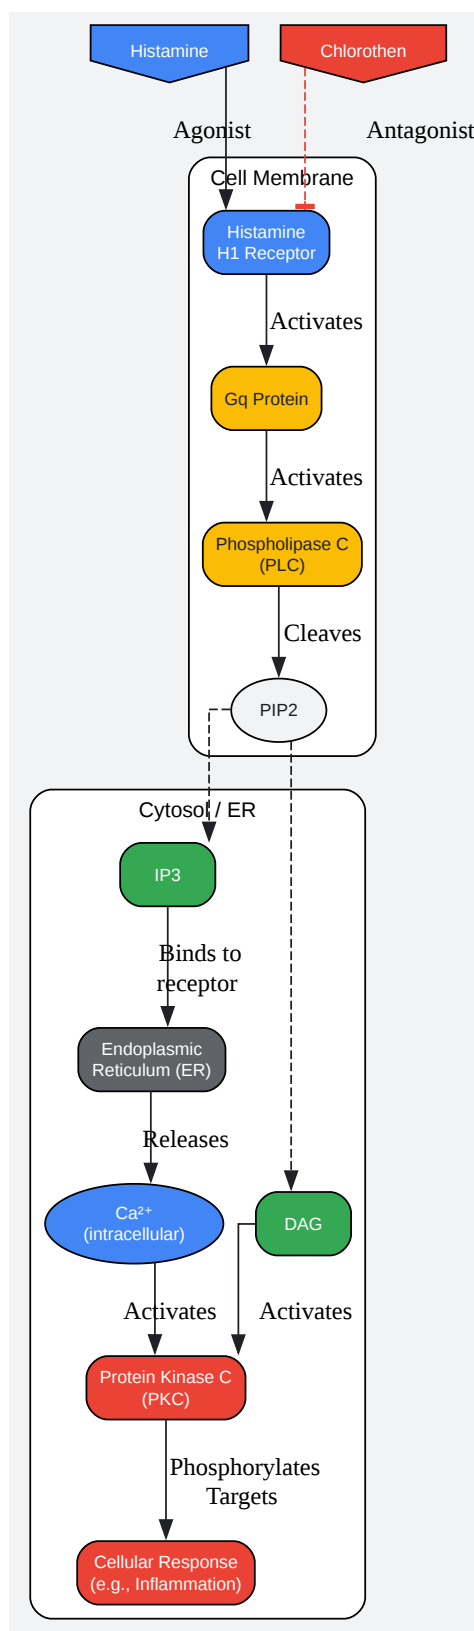 Histamine
Chlorothen
Agonist
Antagonist
Cell Membrane
Histamine
H1 Receptor
Activates
Gq Protein
Activates
Phospholipase C
(PLC)
Cleaves
PIP2
Cytosol / ER
IP3
Binds to
receptor
Endoplasmic
Reticulum (ER)
Releases
Ca²⁺
(intracellular)
DAG
Activates
Activates
Protein Kinase C
(PKC)
Phosphorylates
Targets
Cellular Response
(e.g., Inflammation)